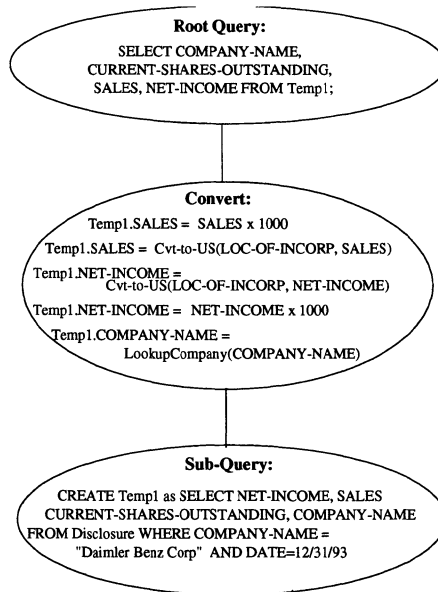 Root Query:
SELECT COMPANY-NAME,
CURRENT-SHARES-OUTSTANDING,
SALES, NET-INCOME FROM Temp1;
Convert:
Temp1.SALES = SALES x 1000
Temp1.SALES = Cvt-to-US(LOC-OF-INCORP, SALES)
Temp1.NET-INCOME =
Cvt-to-US(LOC-OF-INCORP, NET-INCOME)
Temp1.NET-INCOME = NET-INCOME x 1000
Temp1.COMPANY-NAME =
LookupCompany(COMPANY-NAME)
Sub-Query:
CREATE Temp1 as SELECT NET-INCOME, SALES
CURRENT-SHARES-OUTSTANDING, COMPANY-NAME
FROM Disclosure WHERE COMPANY-NAME =
"Daimler Benz Corp" AND DATE=12/31/93